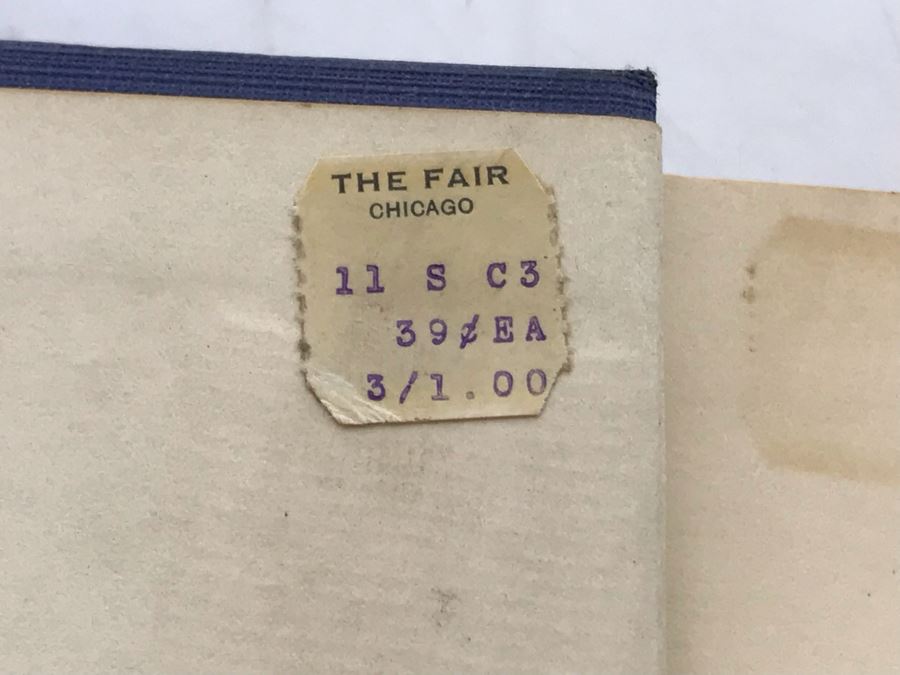 THE FAIR
CHICAGO
11 S C3
39¢EA
3/1.00